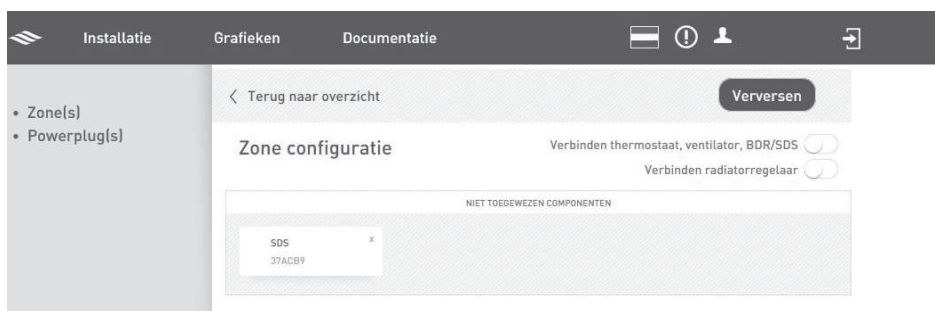 Installatie Grafieken Documentatie
• Zone(s)
• Powerplug(s)
< Terug naar overzicht
Verversen
Zone configuratie
Verbinden thermostaat, ventilator, BDR/SDS
Verbinden radiatorregelaar
NIET TOEGEWEZEN COMPONENTEN
SDS x
37ACB9